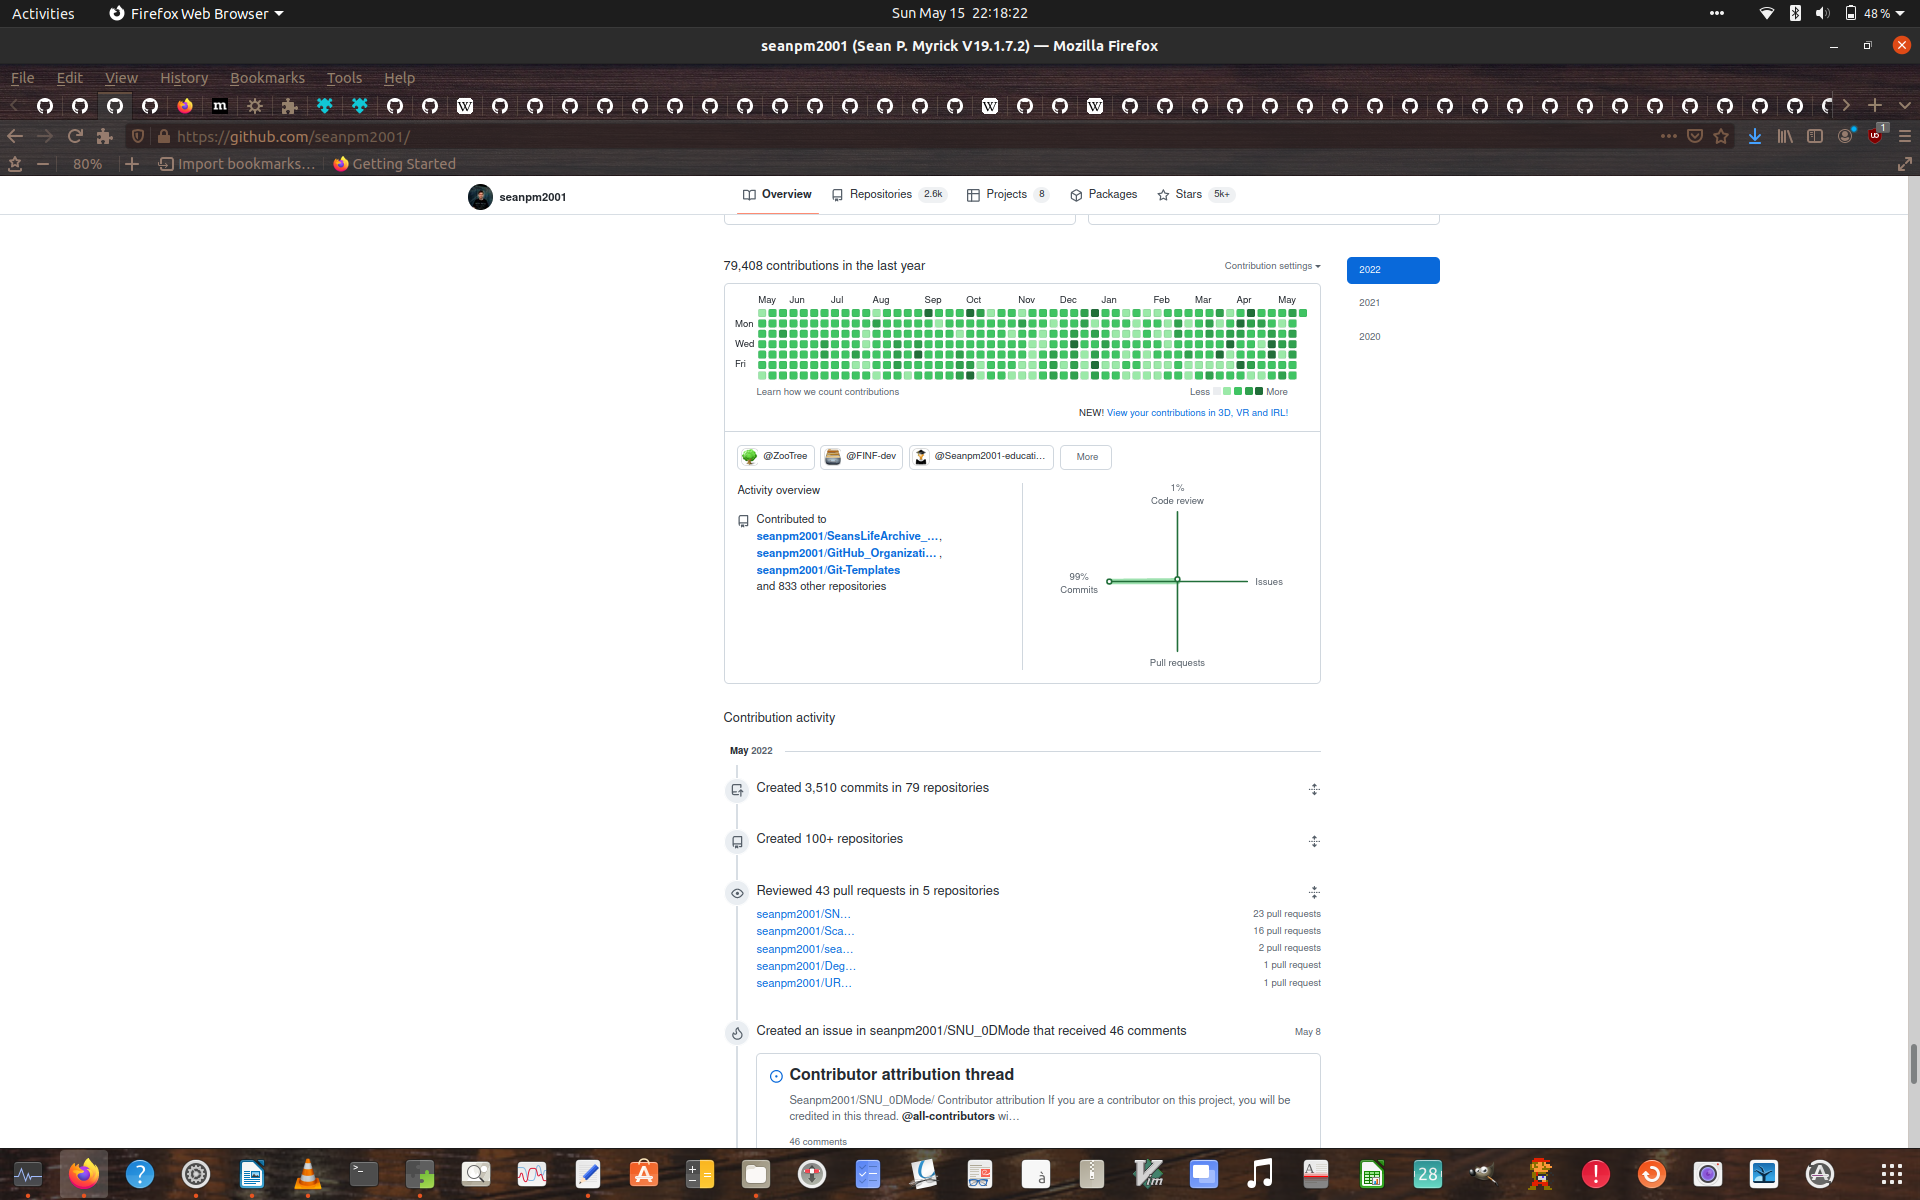 Activities
Firefox Web Browser
Sun May 15 22:18:22
48 %
seanpm2001 (Sean P. Myrick V19.1.7.2) — Mozilla Firefox
File Edit View History Bookmarks Tools Help
https://github.com/seanpm2001/
1
80%
Import bookmarks...
Getting Started
seanpm2001
Overview
Repositories 2.6k
Projects 8
Packages
Stars 5k+
79,408 contributions in the last year
Contribution settings
2022
2021
2020
May Jun Jul Aug Sep Oct Nov Dec Jan Feb Mar Apr May
Mon
Wed
Fri
Learn how we count contributions
Less More
NEW! View your contributions in 3D, VR and IRL!
@ZooTree
@FINF-dev
@Seanpm2001-educati…
More
Activity overview
Contributed to
seanpm2001/SeansLifeArchive_… ,
seanpm2001/GitHub_Organizati… ,
seanpm2001/Git-Templates
and 833 other repositories
1%
Code review
99%
Commits
Issues
Pull requests
Contribution activity
May 2022
Created 3,510 commits in 79 repositories
Created 100+ repositories
Reviewed 43 pull requests in 5 repositories
seanpm2001/SN… 23 pull requests
seanpm2001/Sca… 16 pull requests
seanpm2001/sea… 2 pull requests
seanpm2001/Deg… 1 pull request
seanpm2001/UR… 1 pull request
Created an issue in seanpm2001/SNU_0DMode that received 46 comments
May 8
Contributor attribution thread
Seanpm2001/SNU_0DMode/ Contributor attribution If you are a contributor on this project, you will be
credited in this thread. @all-contributors wi…
46 comments
28